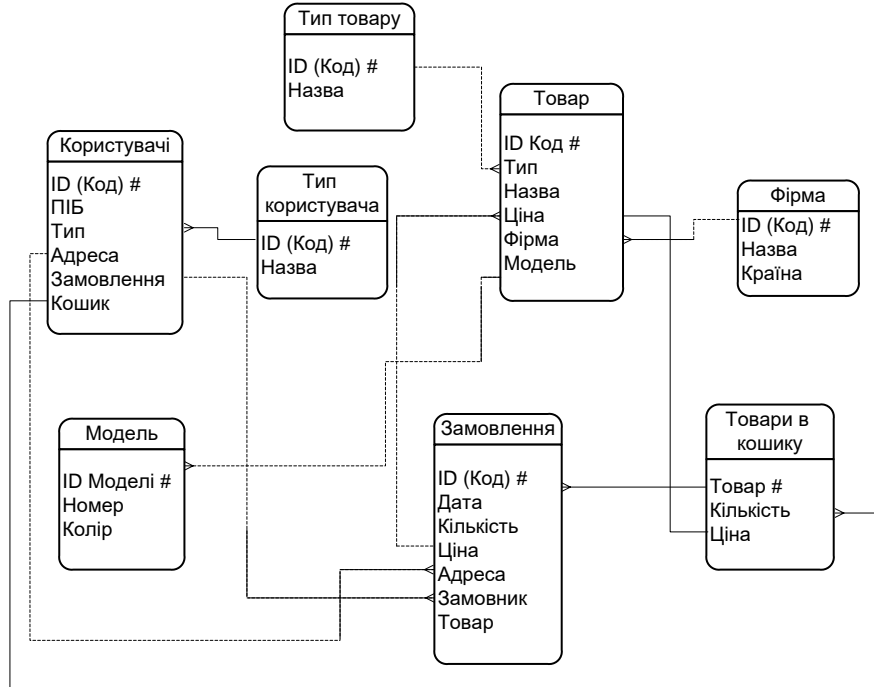 Тип товару
ID (Код) #
Назва
Товар
ID Код #
Тип
Назва
Ціна
Фірма
Модель
Користувачі
ID (Код) #
ПІБ
Тип
Адреса
Замовлення
Кошик
Тип
користувача
ID (Код) #
Назва
Фірма
ID (Код) #
Назва
Країна
Модель
ID Моделі #
Номер
Колір
Замовлення
ID (Код) #
Дата
Кількість
Ціна
Адреса
Замовник
Товар
Товари в
кошику
Товар #
Кількість
Ціна